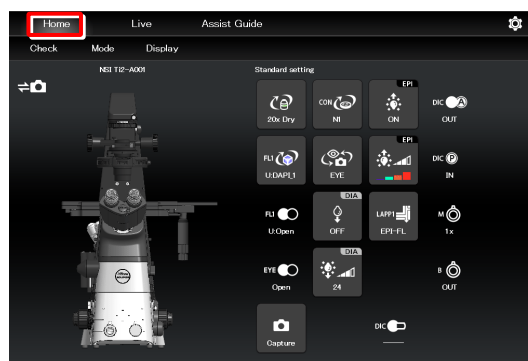 Home Live Assist Guide
Check Mode Display
NSI Ti2-A001
Standard setting
20x Dry
CON N1
EPI ON
DIC A OUT
FL1 U:DAPI_1
EYE
EPI
DIC P IN
FL1 U:Open
DIA OFF
LAPP1 EPI-FL
M 1x
EYE Open
DIA 24
B OUT
Capture
DIC